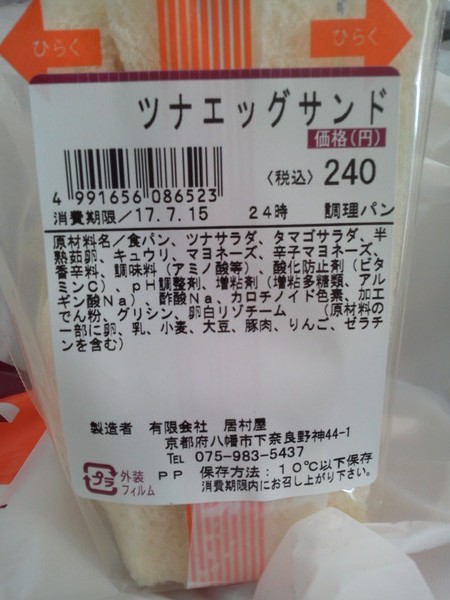 ひらく ひらく
ツナエッグサンド
価格(円)
〈税込〉 240
4 991656 086523
消費期限/17.7.15 24時 調理パン
原材料名/食パン、ツナサラダ、タマゴサラダ、半
熟卵、キュウリ、マヨネーズ、辛子マヨネーズ、
香辛料、調味料(アミノ酸等)、酸化防止剤(ビタ
ミンC)、pH調整剤、増粘剤(増粘多糖類、アル
ギン酸Na)、酢酸Na、カロチノイド色素、加工
でん粉、グリシン、卵白リゾチーム (原材料の
一部に卵、乳、小麦、大豆、豚肉、りんご、ゼラチ
ンを含む)
製造者 有限会社 居村屋
京都府八幡市下奈良野神44-1
TEL 075-983-5437
プラ 外装 PP 保存方法:10℃以下保存
フィルム 消費期限内にお召し上がり下さい。